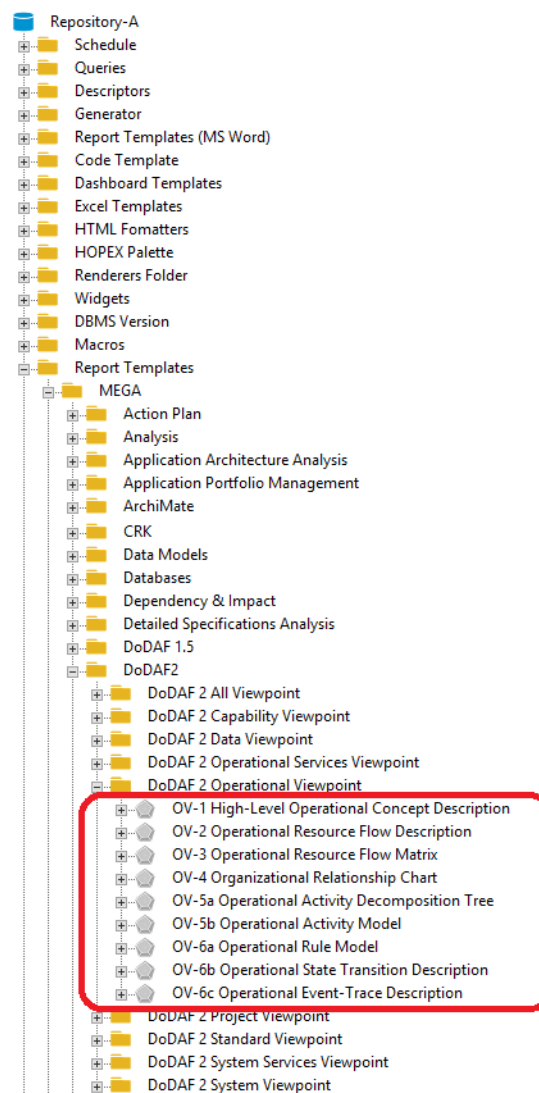 Repository-A
Schedule
Queries
Descriptors
Generator
Report Templates (MS Word)
Code Template
Dashboard Templates
Excel Templates
HTML Fomatters
HOPEX Palette
Renderers Folder
Widgets
DBMS Version
Macros
Report Templates
MEGA
Action Plan
Analysis
Application Architecture Analysis
Application Portfolio Management
ArchiMate
CRK
Data Models
Databases
Dependency & Impact
Detailed Specifications Analysis
DoDAF 1.5
DoDAF2
DoDAF 2 All Viewpoint
DoDAF 2 Capability Viewpoint
DoDAF 2 Data Viewpoint
DoDAF 2 Operational Services Viewpoint
DoDAF 2 Operational Viewpoint
OV-1 High-Level Operational Concept Description
OV-2 Operational Resource Flow Description
OV-3 Operational Resource Flow Matrix
OV-4 Organizational Relationship Chart
OV-5a Operational Activity Decomposition Tree
OV-5b Operational Activity Model
OV-6a Operational Rule Model
OV-6b Operational State Transition Description
OV-6c Operational Event-Trace Description
DoDAF 2 Project Viewpoint
DoDAF 2 Standard Viewpoint
DoDAF 2 System Services Viewpoint
DoDAF 2 System Viewpoint